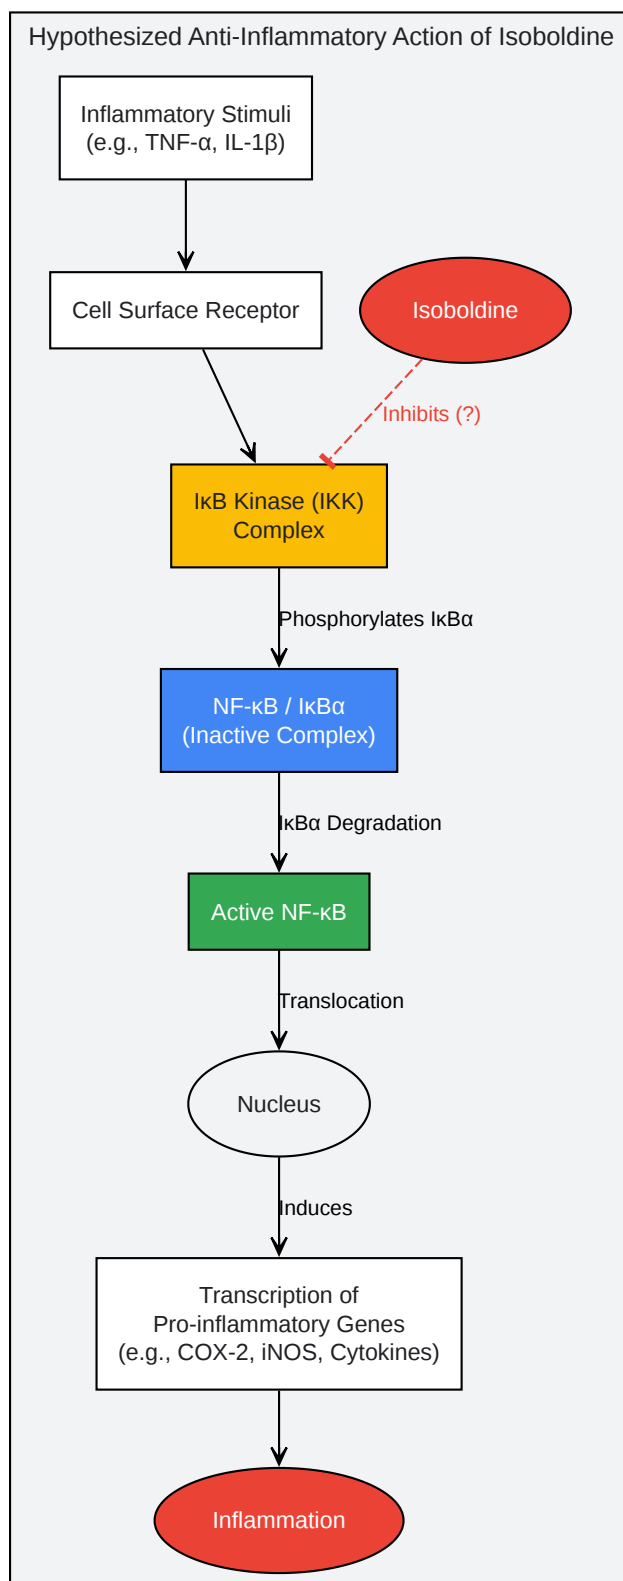 Hypothesized Anti-Inflammatory Action of Isoboldine
Inflammatory Stimuli
(e.g., TNF-α, IL-1β)
Cell Surface Receptor
Isoboldine
Inhibits (?)
IκB Kinase (IKK)
Complex
Phosphorylates IκBα
NF-κB / IκBα
(Inactive Complex)
IκBα Degradation
Active NF-κB
Translocation
Nucleus
Induces
Transcription of
Pro-inflammatory Genes
(e.g., COX-2, iNOS, Cytokines)
Inflammation